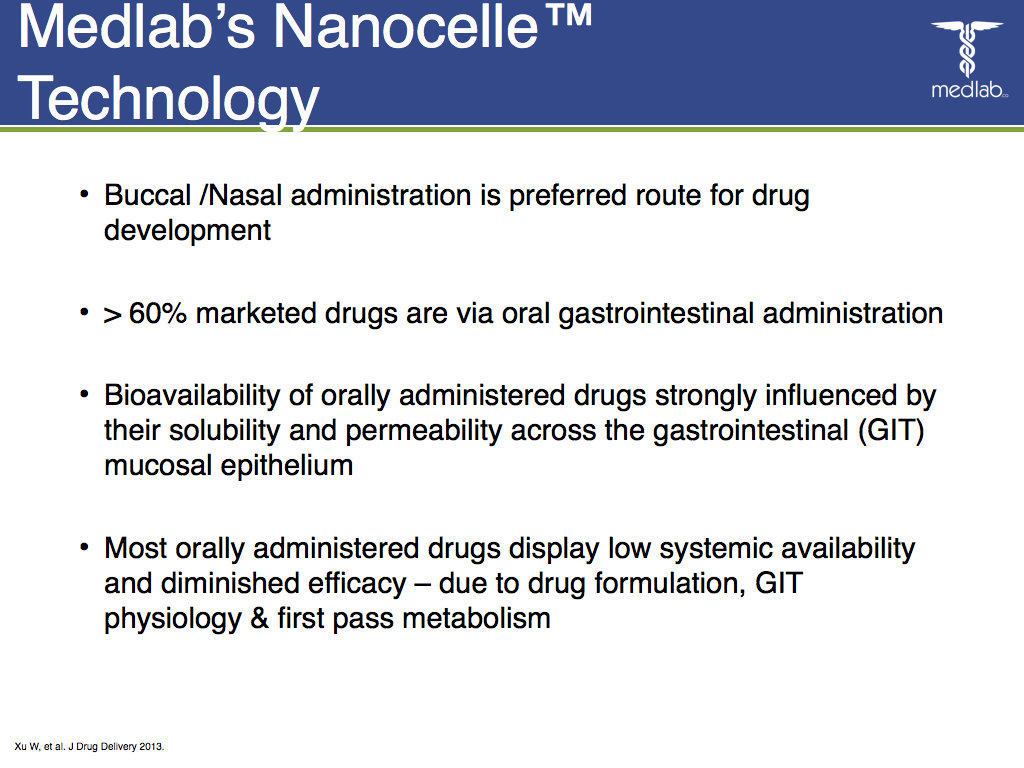 Medlab’s Nanocelle™
Technology
medlab
• Buccal /Nasal administration is preferred route for drug
development
• > 60% marketed drugs are via oral gastrointestinal administration
• Bioavailability of orally administered drugs strongly influenced by
their solubility and permeability across the gastrointestinal (GIT)
mucosal epithelium
• Most orally administered drugs display low systemic availability
and diminished efficacy – due to drug formulation, GIT
physiology & first pass metabolism
Xu W, et al. J Drug Delivery 2013.